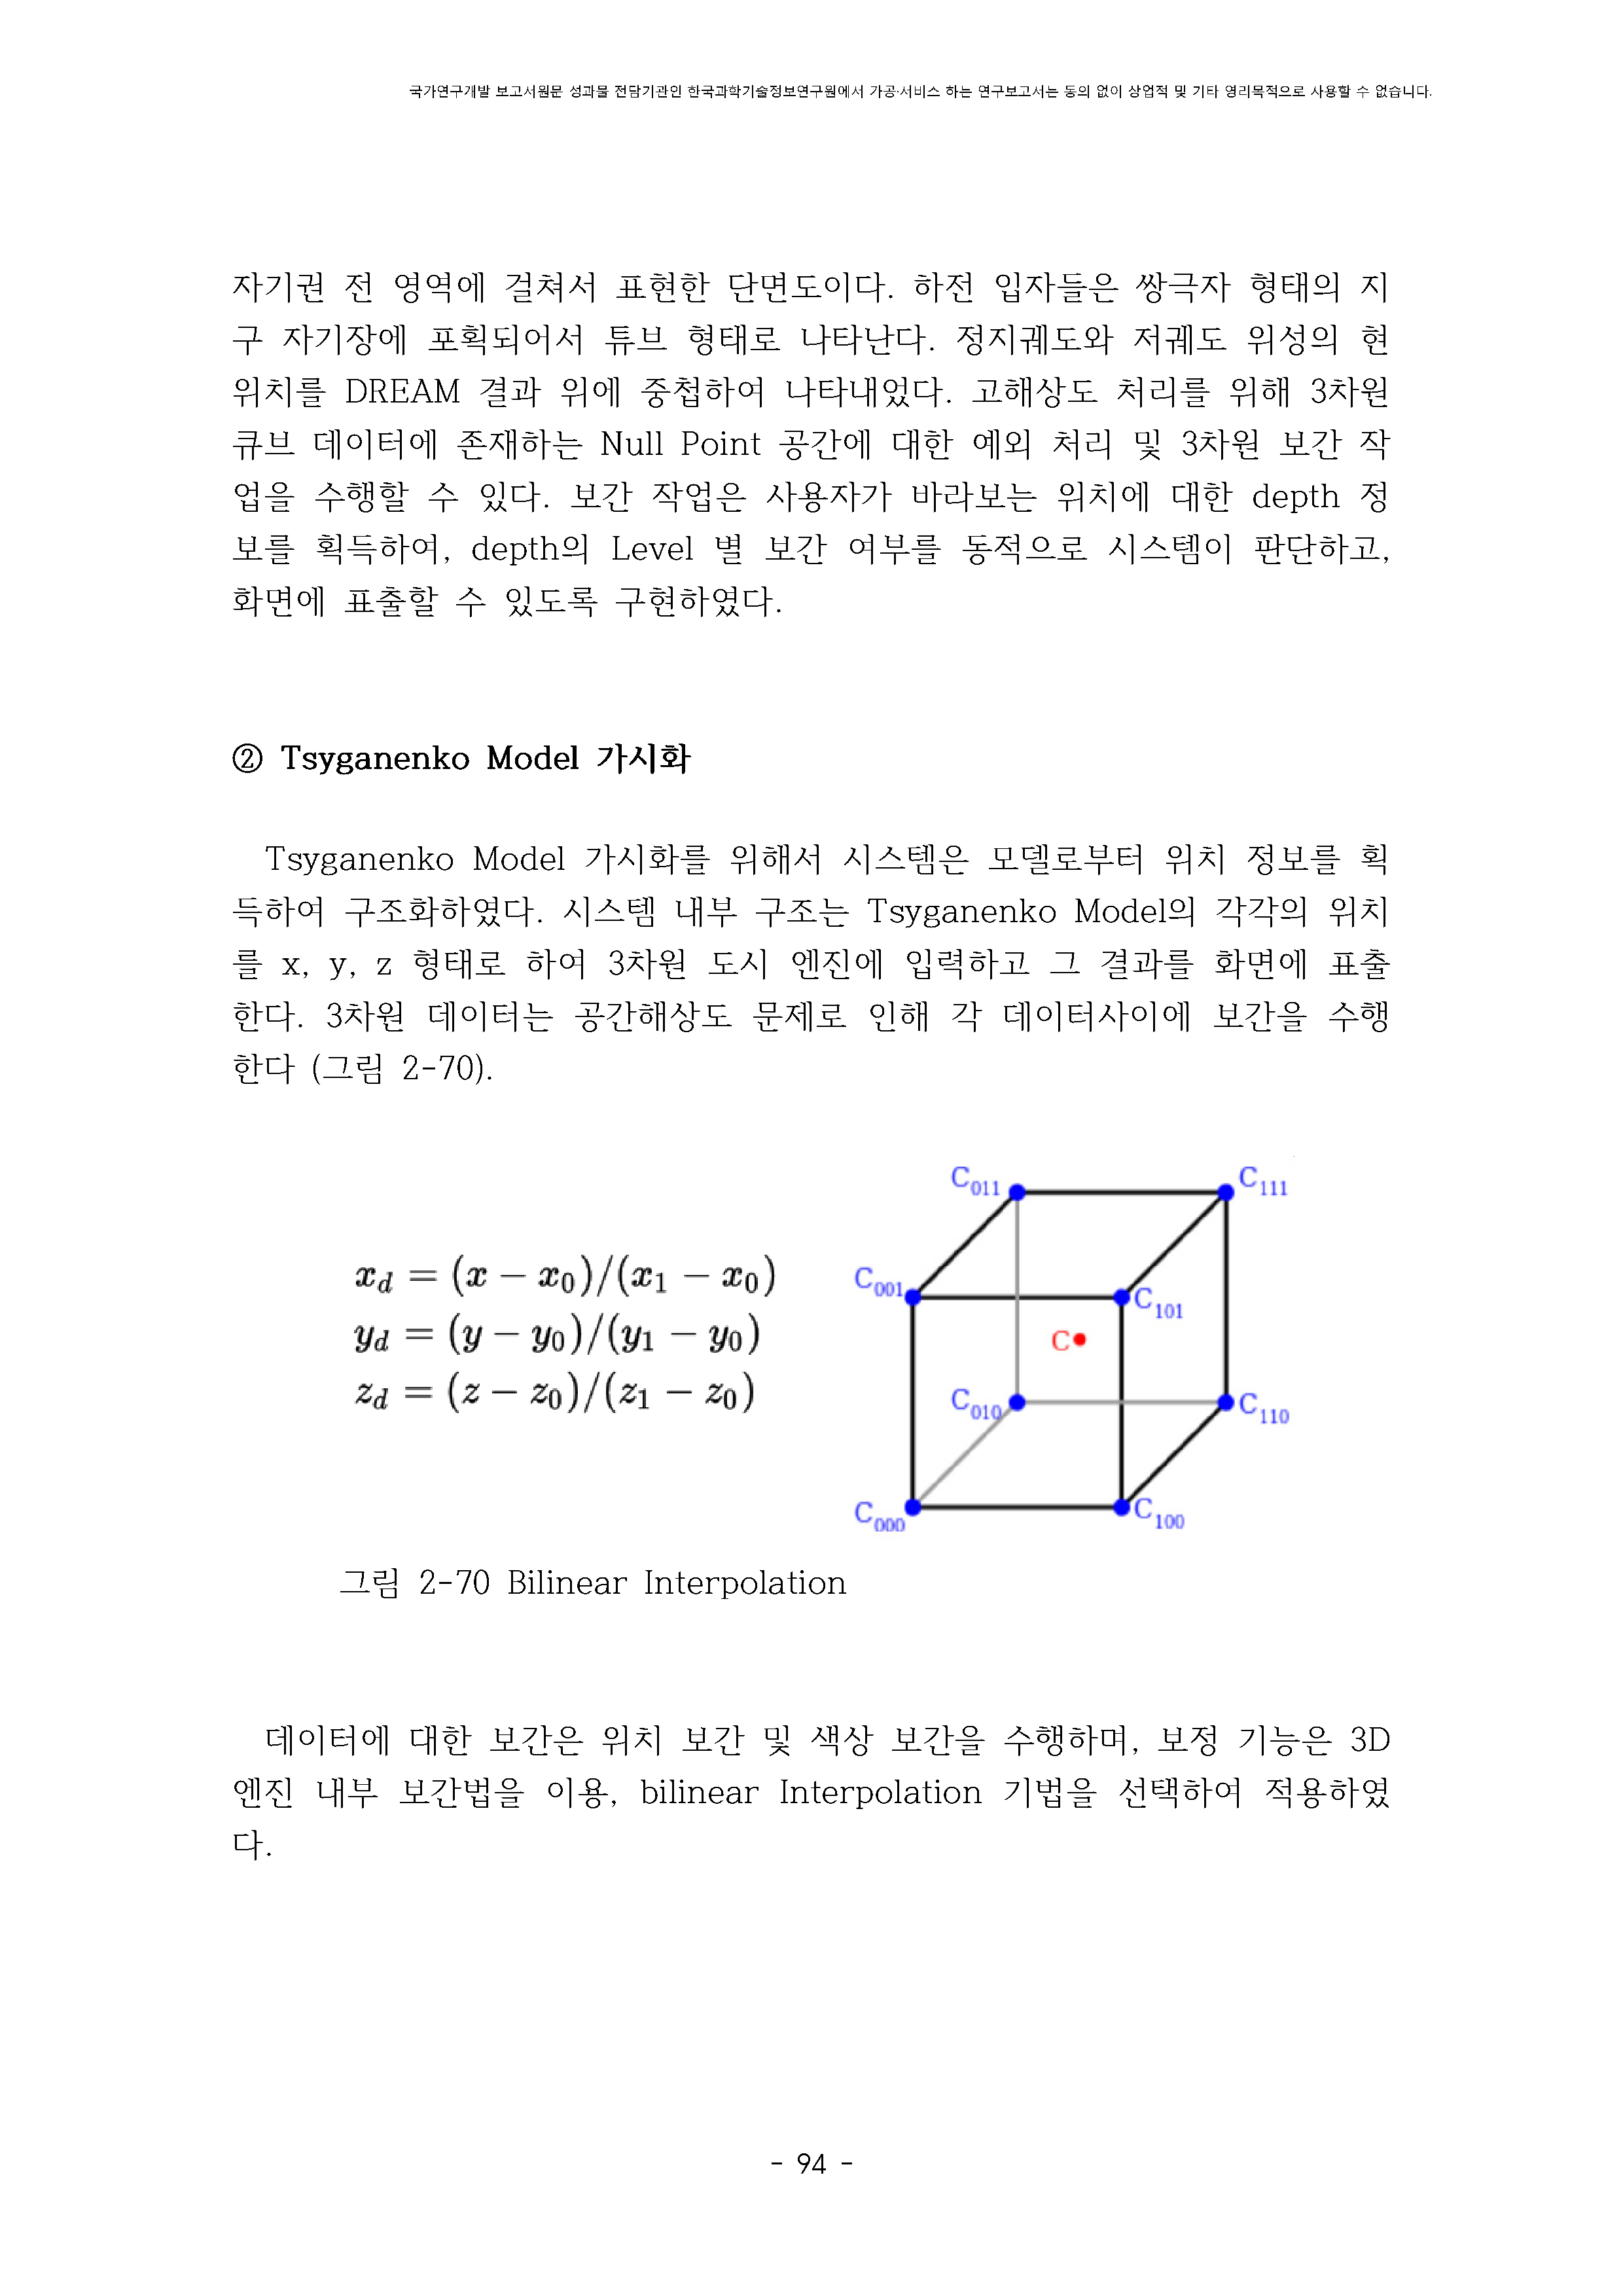 국가연구개발 보고서원문 성과물 전담기관인 한국과학기술정보연구원에서 가공·서비스 하는 연구보고서는 동의 없이 상업적 및 기타 영리목적으로 사용할 수 없습니다.
자기권 전 영역에 걸쳐서 표현한 단면도이다. 하전 입자들은 쌍극자 형태의 지
구 자기장에 포획되어서 튜브 형태로 나타난다. 정지궤도와 저궤도 위성의 현
위치를 DREAM 결과 위에 중첩하여 나타내었다. 고해상도 처리를 위해 3차원
큐브 데이터에 존재하는 Null Point 공간에 대한 예외 처리 및 3차원 보간 작
업을 수행할 수 있다. 보간 작업은 사용자가 바라보는 위치에 대한 depth 정
보를 획득하여, depth의 Level 별 보간 여부를 동적으로 시스템이 판단하고,
화면에 표출할 수 있도록 구현하였다.
② Tsyganenko Model 가시화
Tsyganenko Model 가시화를 위해서 시스템은 모델로부터 위치 정보를 획
득하여 구조화하였다. 시스템 내부 구조는 Tsyganenko Model의 각각의 위치
를 x, y, z 형태로 하여 3차원 도시 엔진에 입력하고 그 결과를 화면에 표출
한다. 3차원 데이터는 공간해상도 문제로 인해 각 데이터사이에 보간을 수행
한다 (그림 2-70).
x_d = (x − x_0)/(x_1 − x_0)
y_d = (y − y_0)/(y_1 − y_0)
z_d = (z − z_0)/(z_1 − z_0)
C_011 C_111
C_001 C_101
C
C_010 C_110
C_000 C_100
그림 2-70 Bilinear Interpolation
데이터에 대한 보간은 위치 보간 및 색상 보간을 수행하며, 보정 기능은 3D
엔진 내부 보간법을 이용, bilinear Interpolation 기법을 선택하여 적용하였
다.
- 94 -